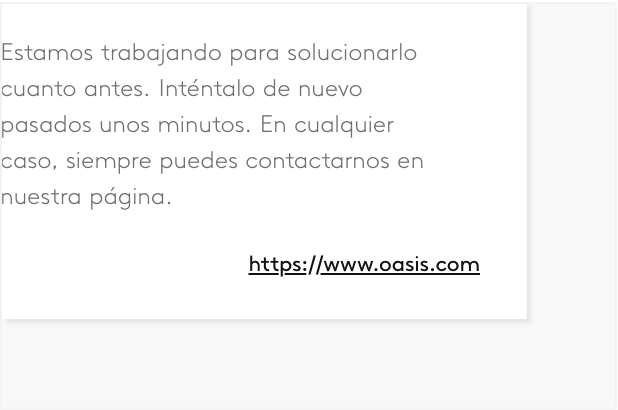 Estamos trabajando para solucionarlo
cuanto antes. Inténtalo de nuevo
pasados unos minutos. En cualquier
caso, siempre puedes contactarnos en
nuestra página.
https://www.oasis.com